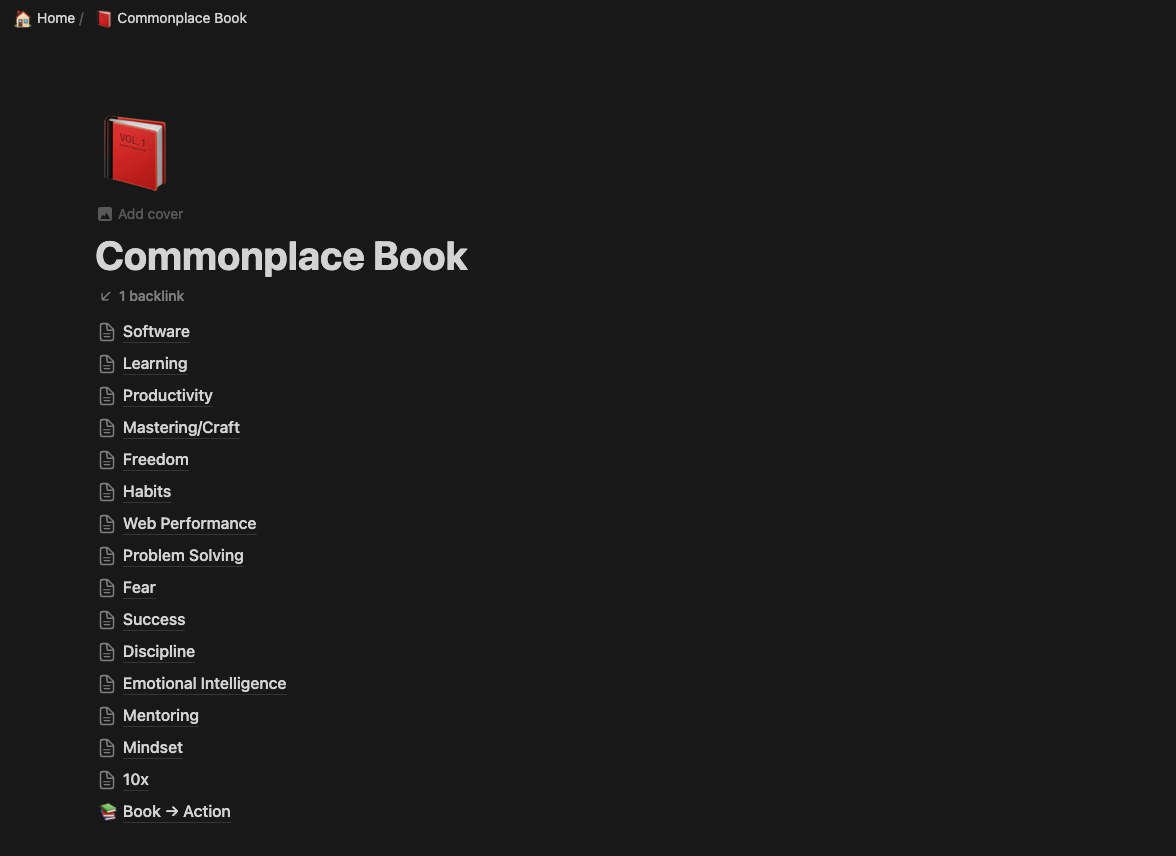 Home / Commonplace Book
VOL. 1
Add cover
Commonplace Book
1 backlink
Software
Learning
Productivity
Mastering/Craft
Freedom
Habits
Web Performance
Problem Solving
Fear
Success
Discipline
Emotional Intelligence
Mentoring
Mindset
10x
Book → Action